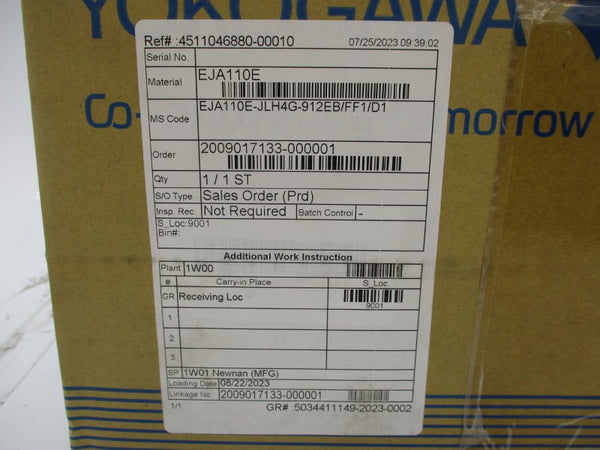 YOKOGAWA
Ref# :4511046880-00010 07/25/2023 09:39:02
Serial No.
Material EJA110E
MS Code EJA110E-JLH4G-912EB/FF1/D1
Co- morrow
Order 2009017133-000001
Qty 1 / 1 ST
S/O Type Sales Order (Prd)
Insp. Rec. Not Required Batch Control -
S_Loc:9001
Bin#:
Additional Work Instruction
Plant 1W00
# Carry-in Place S_Loc.
GR Receiving Loc 9001
1
2
3
SP 1W01 Newnan (MFG)
Loading Date 08/22/2023
Linkage No. 2009017133-000001
1/1 GR# 5034411149-2023-0002